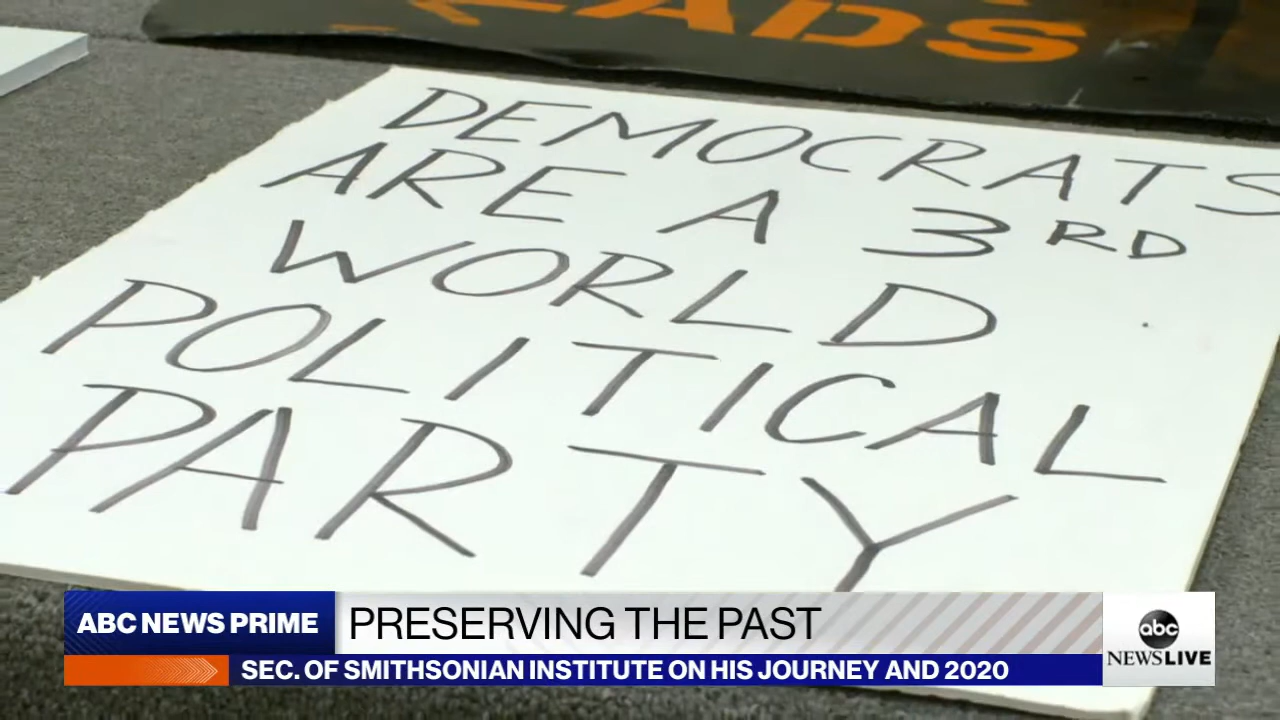 EADS
DEMOCRATS
ARE A 3RD
WORLD
POLITICAL
PARTY
ABC NEWS PRIME
PRESERVING THE PAST
SEC. OF SMITHSONIAN INSTITUTE ON HIS JOURNEY AND 2020
abc
NEWSLIVE